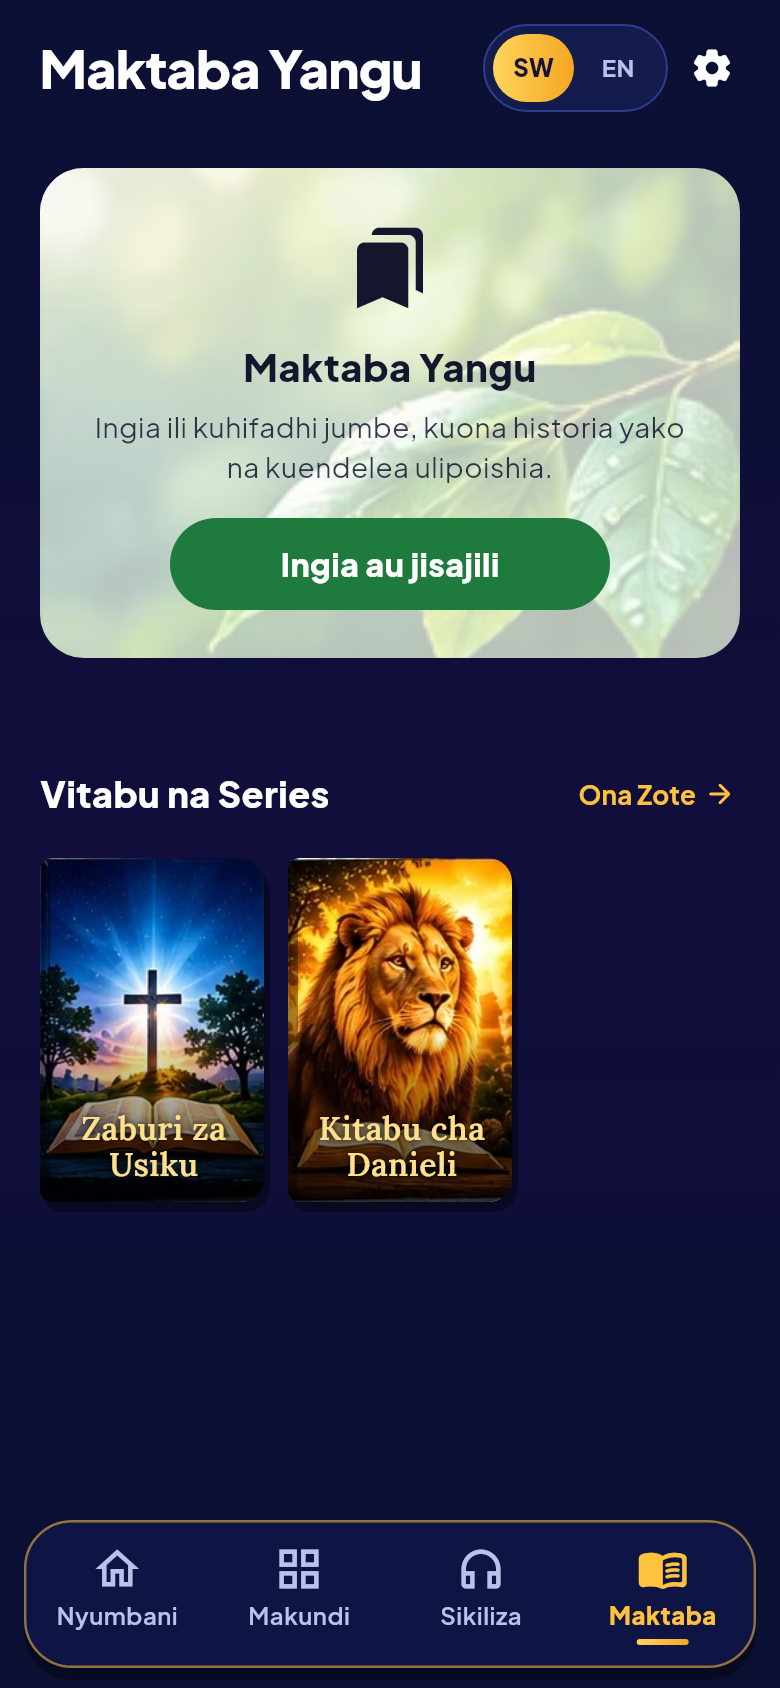 Maktaba Yangu
SW
EN
Maktaba Yangu
Ingia ili kuhifadhi jumbe, kuona historia yako
na kuendelea ulipoishia.
Ingia au jisajili
Vitabu na Series
Ona Zote
Zaburi za
Usiku
Kitabu cha
Danieli
Nyumbani
Makundi
Sikiliza
Maktaba